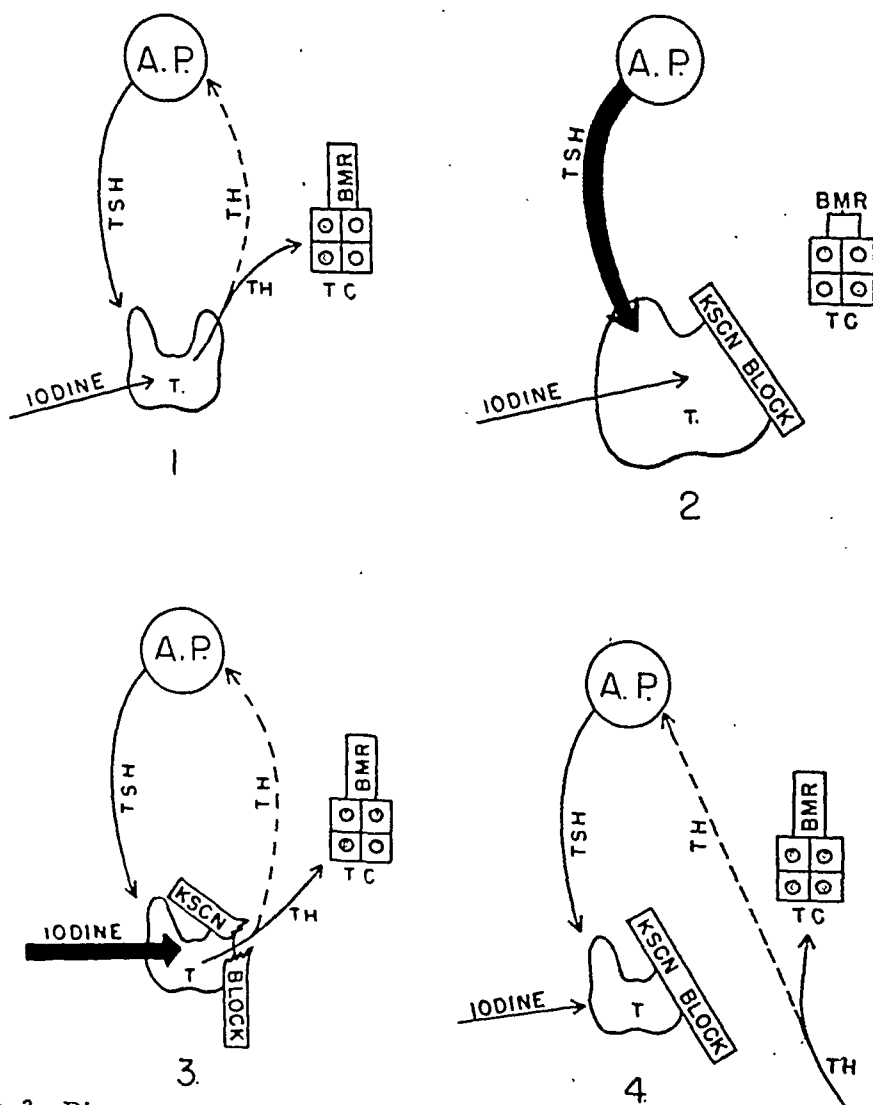 A.P.
TSH
TH
BMR
TC
TH
IODINE
T.
1
A.P.
TSH
BMR
TC
KSCN BLOCK
IODINE
T.
2
A.P.
TSH
TH
BMR
TC
TH
KSCN
BLOCK
IODINE
T
3.
A.P.
TSH
TH
BMR
TC
KSCN BLOCK
IODINE
T
TH
4.